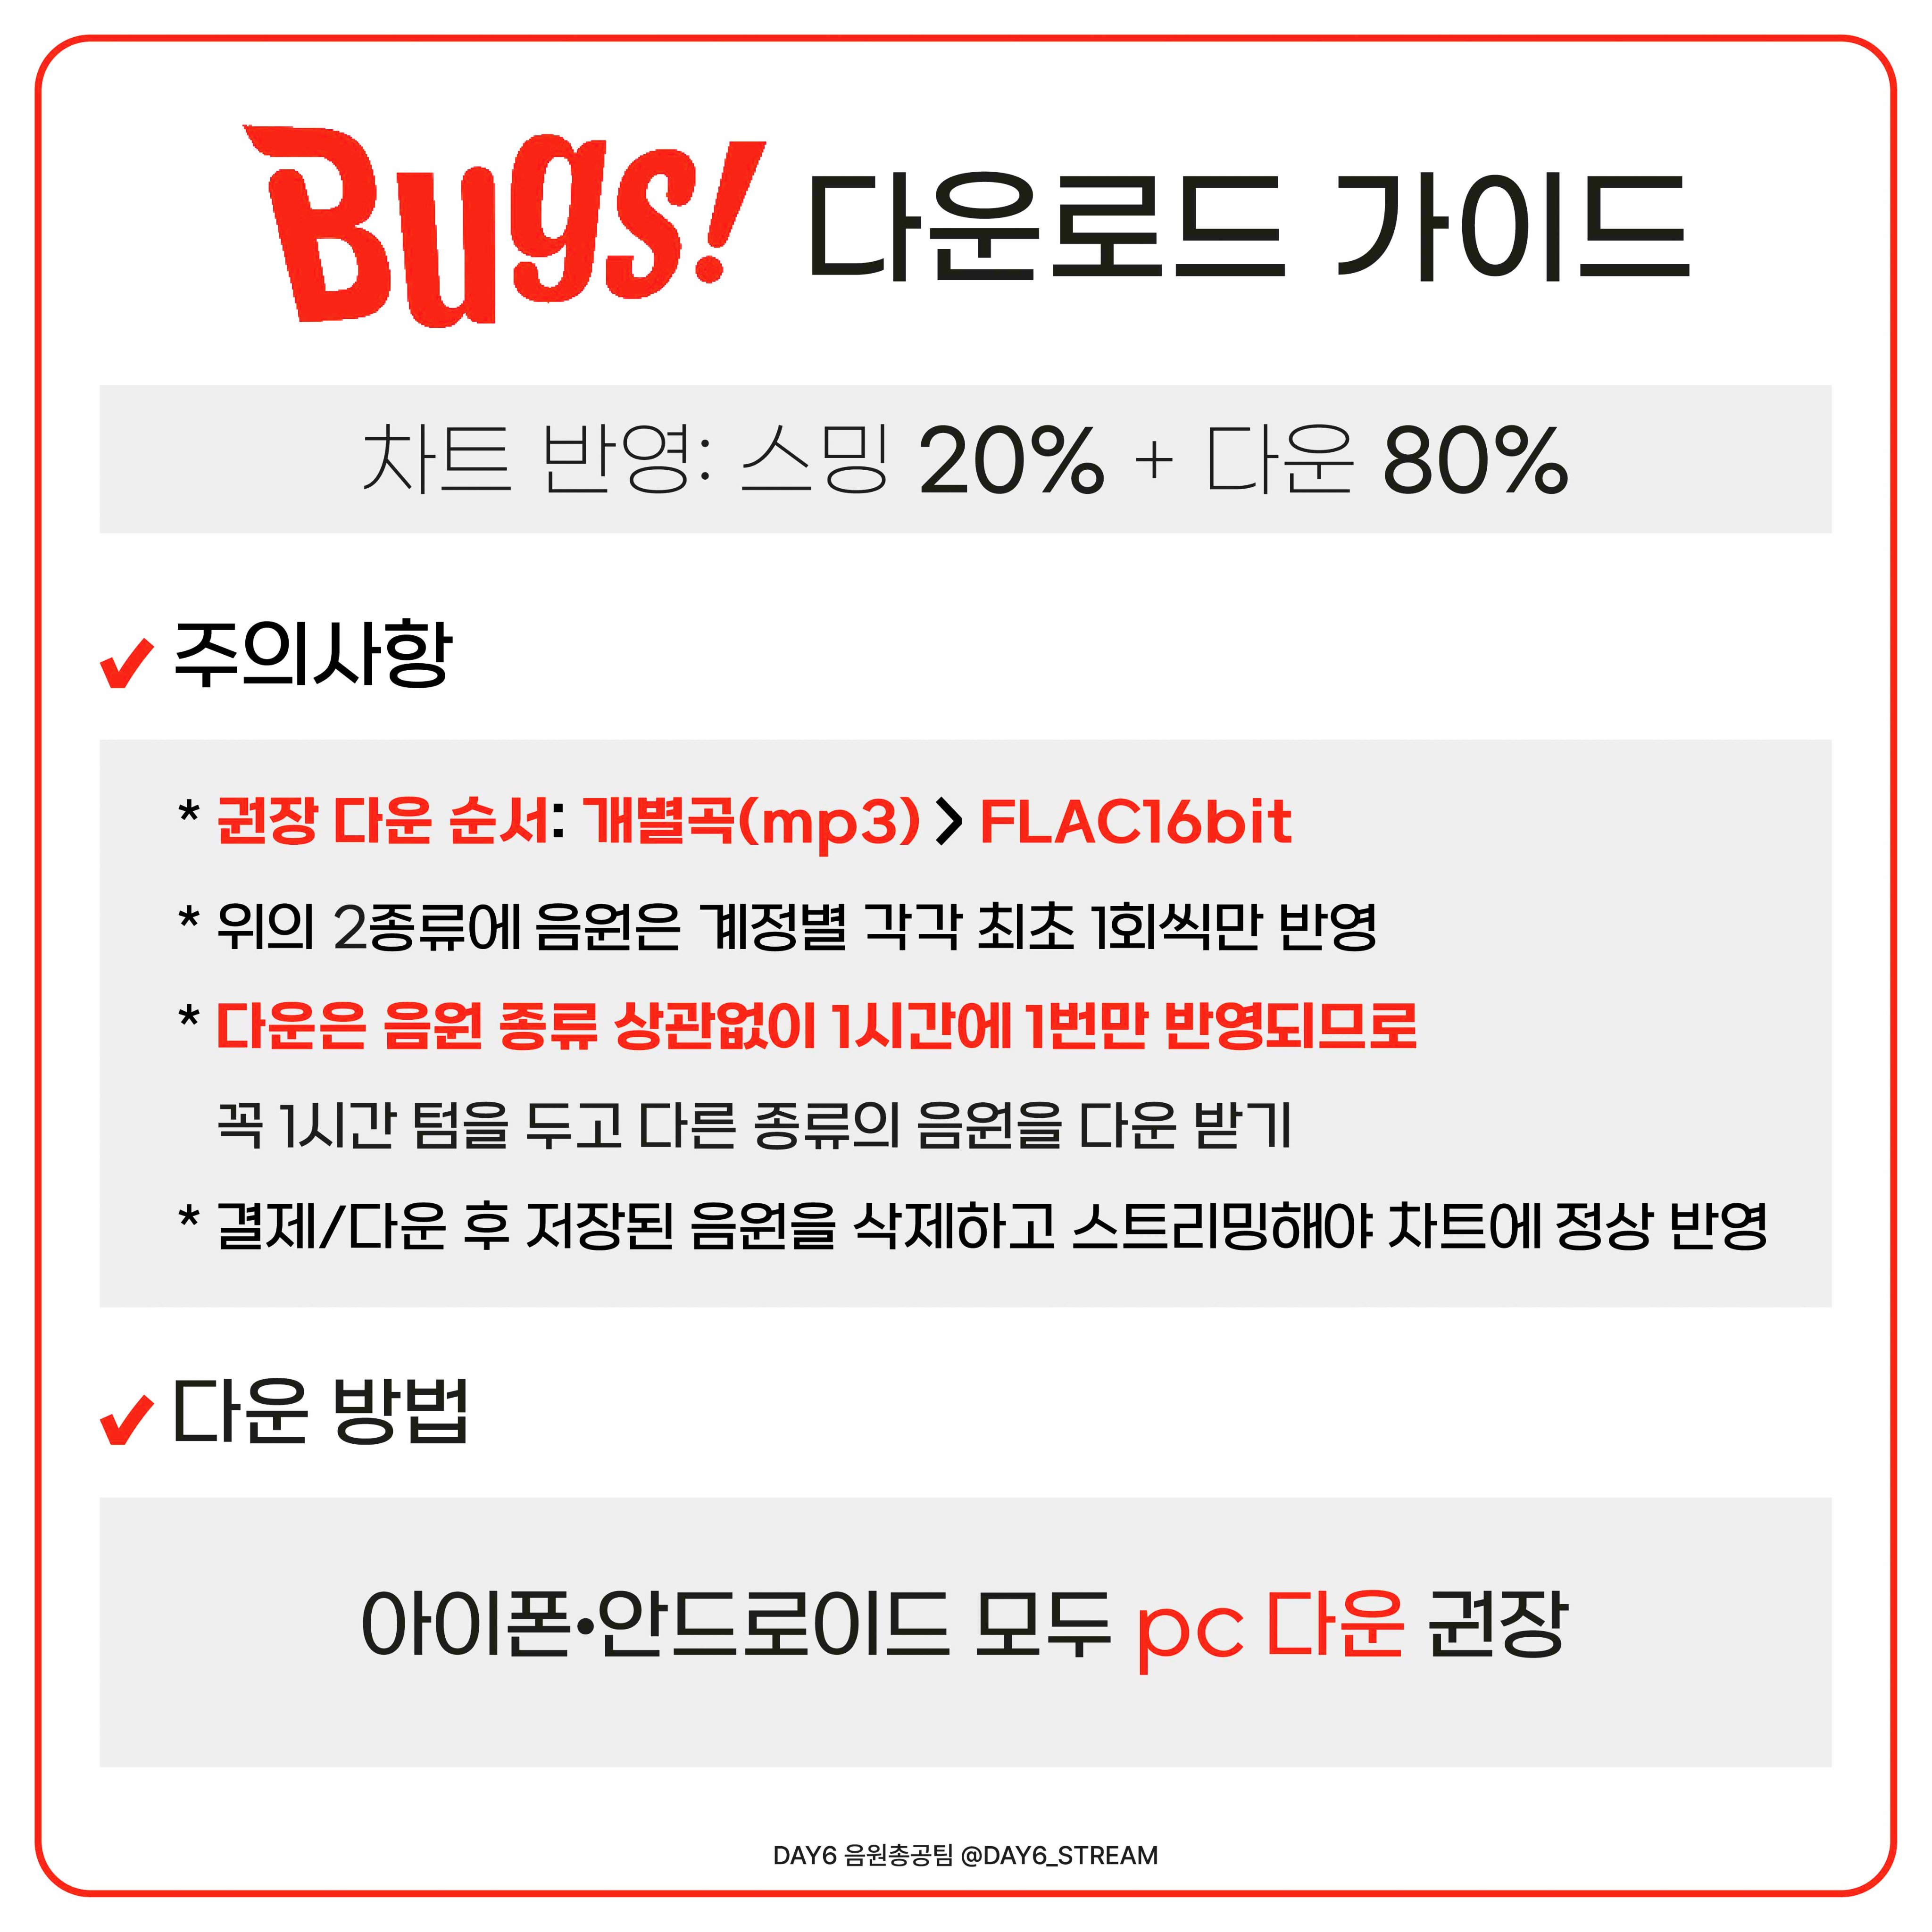 Bugs! 다운로드 가이드
차트 반영: 스밍 20% + 다운 80%
주의사항
* 권장 다운 순서: 개별곡(mp3) > FLAC16bit
* 위의 2종류에 음원은 계정별 각각 최초 1회씩만 반영
* 다운은 음원 종류 상관없이 1시간에 1번만 반영되므로
꼭 1시간 텀을 두고 다른 종류의 음원을 다운 받기
* 결제/다운 후 저장된 음원을 삭제하고 스트리밍해야 차트에 정상 반영
다운 방법
아이폰•안드로이드 모두 pc 다운 권장
DAY6 음원총공팀 @DAY6_STREAM